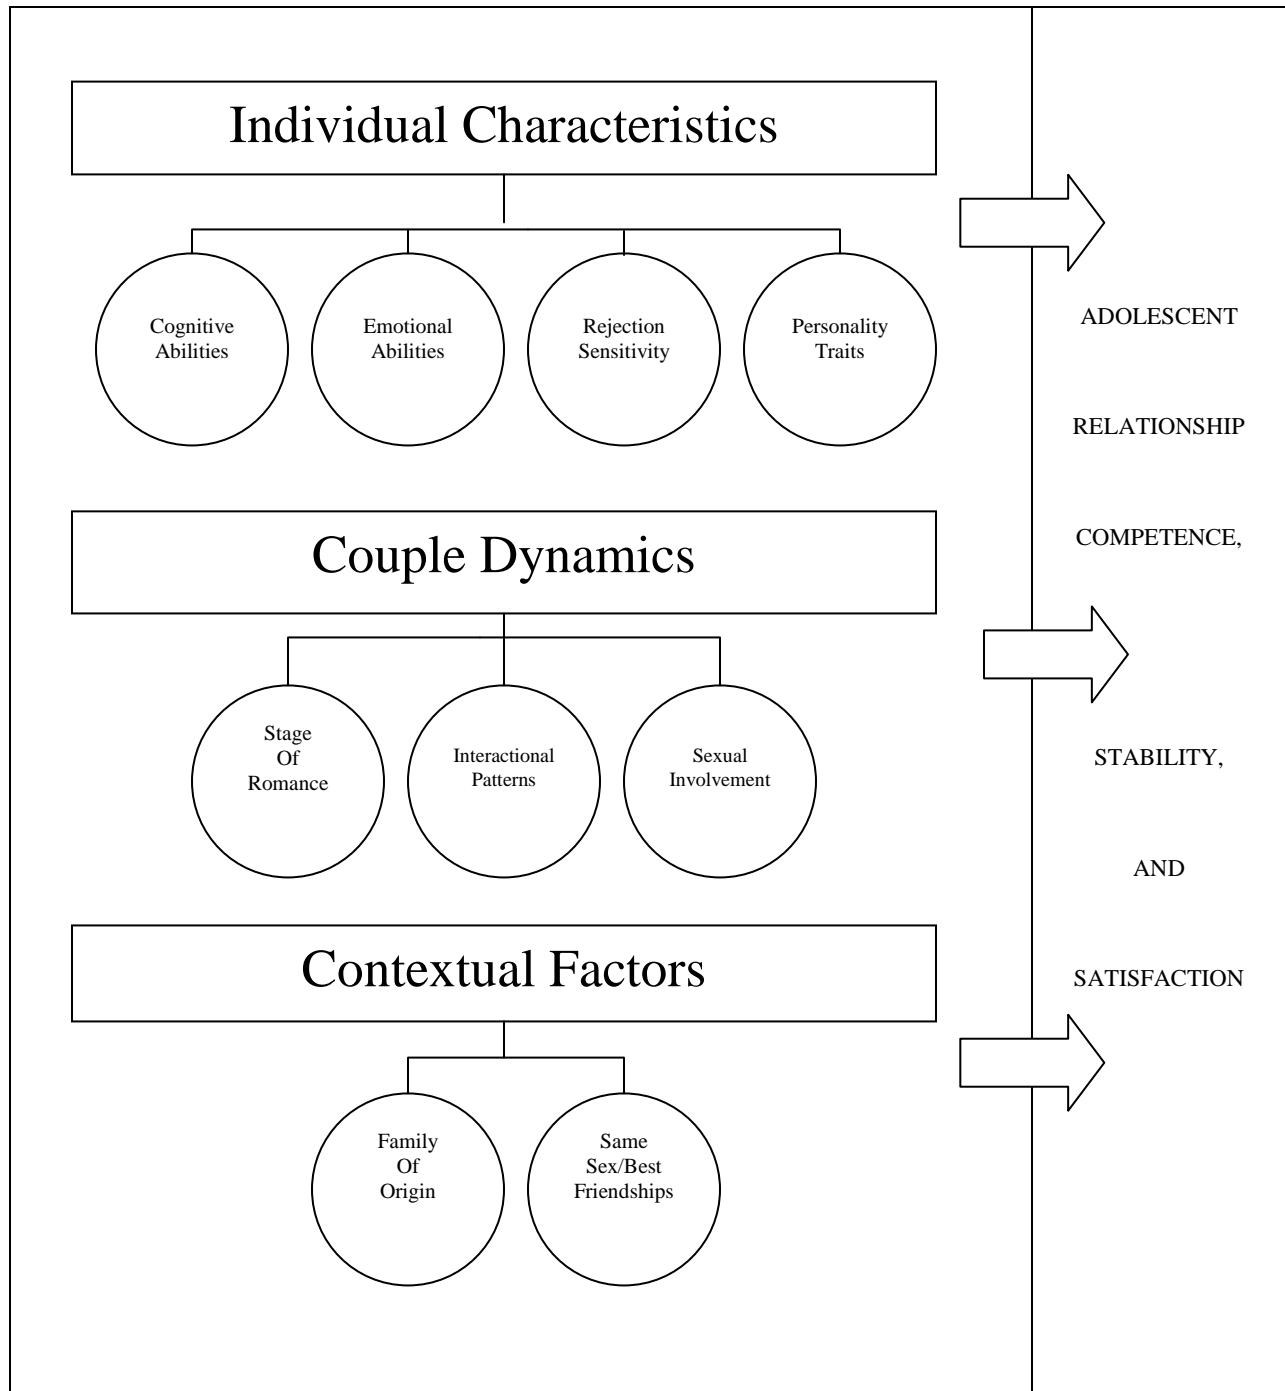 Individual Characteristics
Cognitive
Abilities
Emotional
Abilities
Rejection
Sensitivity
Personality
Traits
Couple Dynamics
Stage
Of
Romance
Interactional
Patterns
Sexual
Involvement
Contextual Factors
Family
Of
Origin
Same
Sex/Best
Friendships
ADOLESCENT
RELATIONSHIP
COMPETENCE,
STABILITY,
AND
SATISFACTION